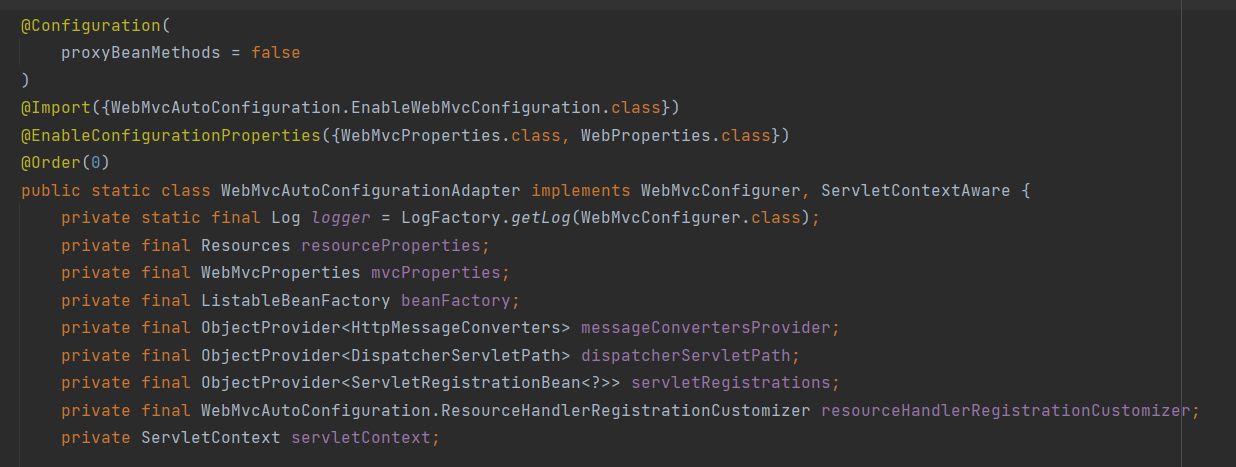 @Configuration(
    proxyBeanMethods = false
)
@Import({WebMvcAutoConfiguration.EnableWebMvcConfiguration.class})
@EnableConfigurationProperties({WebMvcProperties.class, WebProperties.class})
@Order(0)
public static class WebMvcAutoConfigurationAdapter implements WebMvcConfigurer, ServletContextAware {
    private static final Log logger = LogFactory.getLog(WebMvcConfigurer.class);
    private final Resources resourceProperties;
    private final WebMvcProperties mvcProperties;
    private final ListableBeanFactory beanFactory;
    private final ObjectProvider<HttpMessageConverters> messageConvertersProvider;
    private final ObjectProvider<DispatcherServletPath> dispatcherServletPath;
    private final ObjectProvider<ServletRegistrationBean<?>> servletRegistrations;
    private final WebMvcAutoConfiguration.ResourceHandlerRegistrationCustomizer resourceHandlerRegistrationCustomizer;
    private ServletContext servletContext;